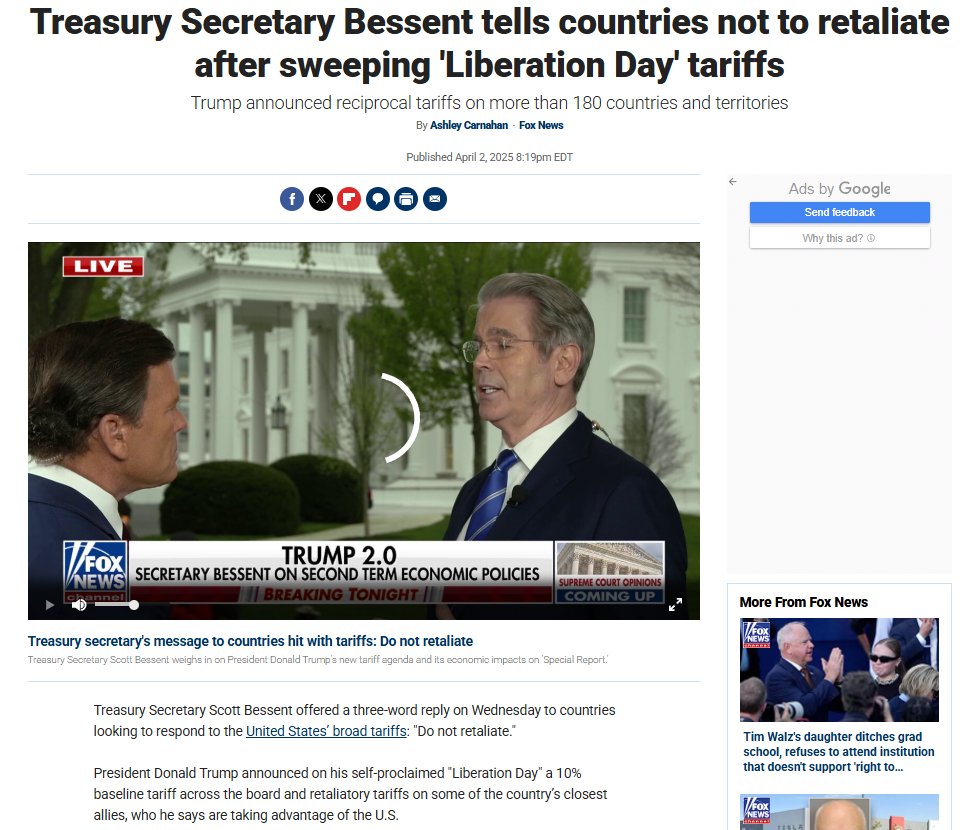 Treasury Secretary Bessent tells countries not to retaliate
after sweeping 'Liberation Day' tariffs
Trump announced reciprocal tariffs on more than 180 countries and territories
By Ashley Carnahan · Fox News
Published April 2, 2025 8:19pm EDT
Ads by Google
Send feedback
Why this ad?
LIVE
FOX
NEWS
channel
TRUMP 2.0
SECRETARY BESSENT ON SECOND TERM ECONOMIC POLICIES
BREAKING TONIGHT
SUPREME COURT OPINIONS
COMING UP
Treasury secretary's message to countries hit with tariffs: Do not retaliate
Treasury Secretary Scott Bessent weighs in on President Donald Trump's new tariff agenda and its economic impacts on 'Special Report.'
Treasury Secretary Scott Bessent offered a three-word reply on Wednesday to countries
looking to respond to the United States' broad tariffs: "Do not retaliate."
President Donald Trump announced on his self-proclaimed "Liberation Day" a 10%
baseline tariff across the board and retaliatory tariffs on some of the country's closest
allies, who he says are taking advantage of the U.S.
More From Fox News
FOX
NEWS
channel
Tim Walz's daughter ditches grad
school, refuses to attend institution
that doesn't support 'right to...
FOX
NEWS